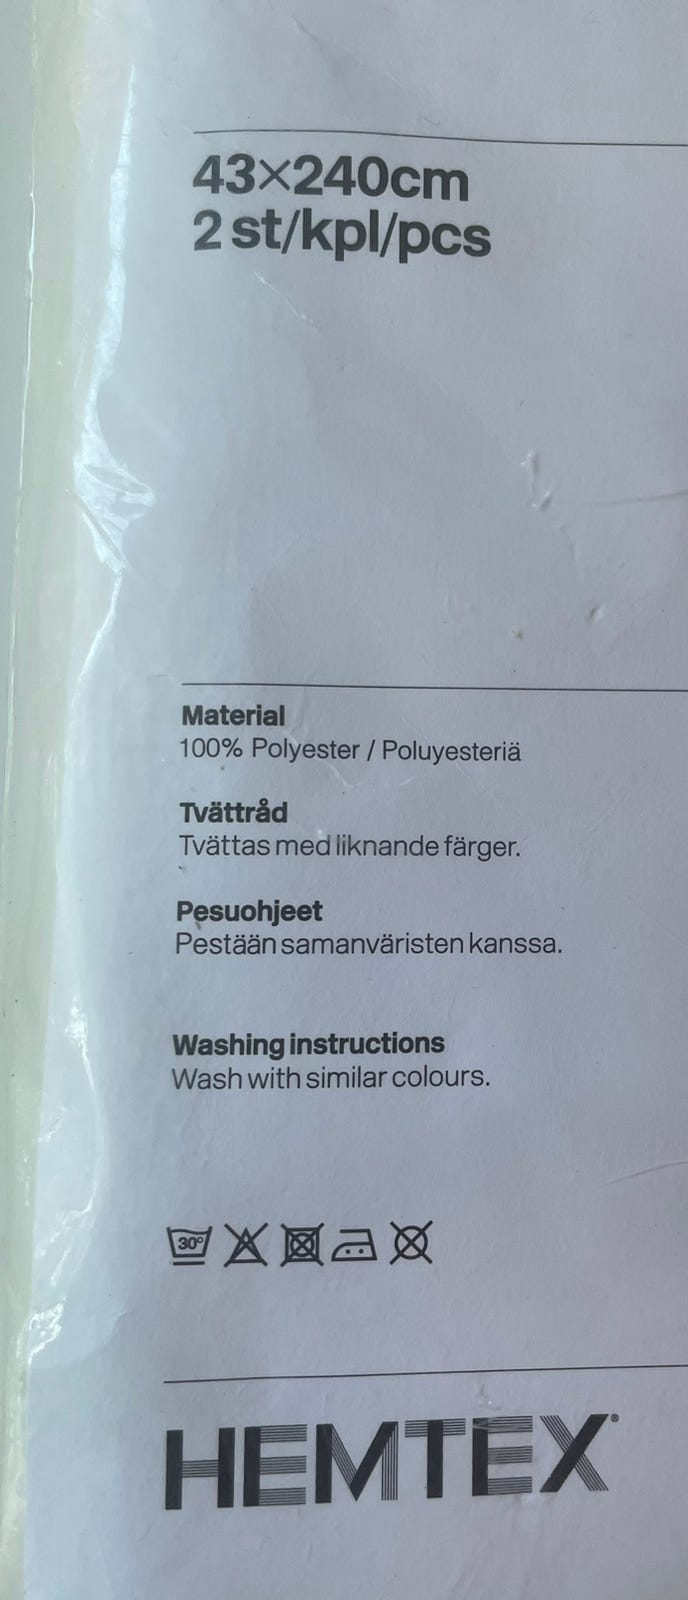 43×240cm
2 st/kpl/pcs
Material
100% Polyester / Poluyesteriä
Tvättråd
Tvättas med liknande färger.
Pesuohjeet
Pestään samanväristen kanssa.
Washing instructions
Wash with similar colours.
30°
HEMTEX®